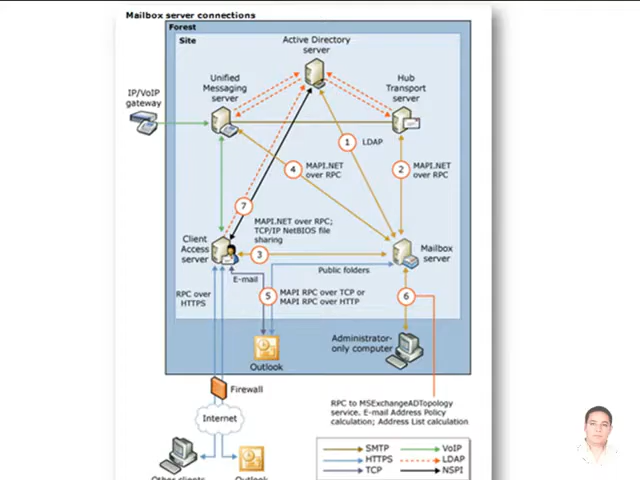 Mailbox server connections
Forest
Site
Active Directory
server
Unified
Messaging
server
Hub
Transport
server
IP/VoIP
gateway
1
LDAP
4
MAPI.NET
over RPC
2
MAPI.NET
over RPC
7
MAPI.NET over RPC;
TCP/IP NetBIOS file
sharing
Client
Access
server
3
Mailbox
server
E-mail
Public folders
RPC over
HTTPS
5
MAPI RPC over TCP or
MAPI RPC over HTTP
6
Administrator-
only computer
Outlook
Firewall
Internet
RPC to MSExchangeADTopology
service. E-mail Address Policy
calculation; Address List calculation
SMTP
VoIP
HTTPS
LDAP
TCP
NSPI
Other clients
Outlook